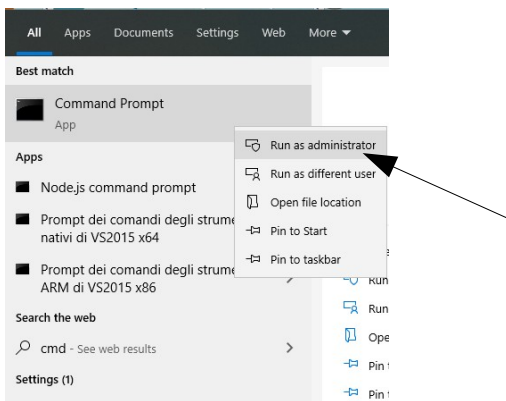 All Apps Documents Settings Web More
Best match
Command Prompt
App
Run as administrator
Apps
Run as different user
Node.js command prompt
Open file location
Prompt dei comandi degli strume
nativi di VS2015 x64
Pin to Start
Pin to taskbar
Prompt dei comandi degli strume
ARM di VS2015 x86
Run
Search the web
Run
cmd - See web results
Ope
Pin
Settings (1)
Pin